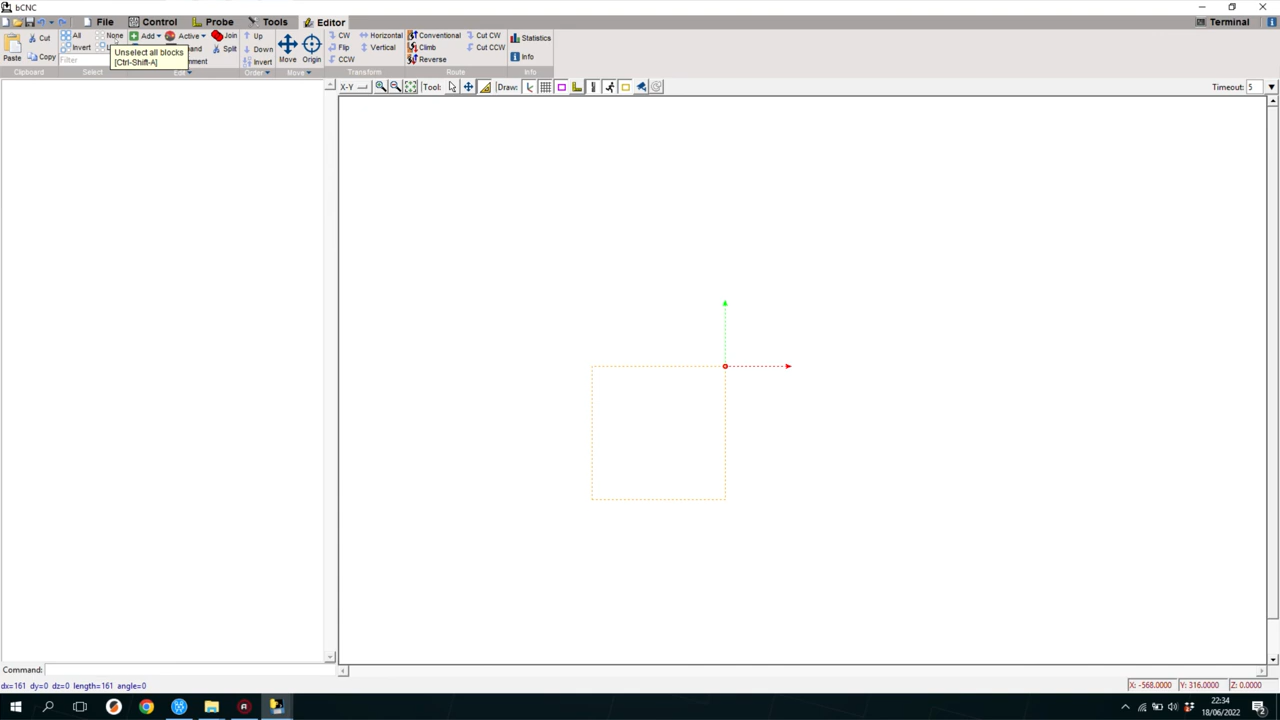 bCNC
File Control Probe Tools Editor Terminal
Paste Cut Copy Clipboard
All None Invert Filter Select
Unselect all blocks
[Ctrl-Shift-A]
Add Active Join Split Edit
Up Down Invert Order
Move Origin Move
CW Horizontal Flip Vertical CCW Transform
Conventional Cut CW Climb Cut CCW Reverse Route
Statistics Info Info
X-Y Tool: Draw: Timeout: 5
Command:
dx=161 dy=0 dz=0 length=161 angle=0
X: -568.0000 Y: 316.0000 Z: 0.0000
22:34
18/06/2022
2